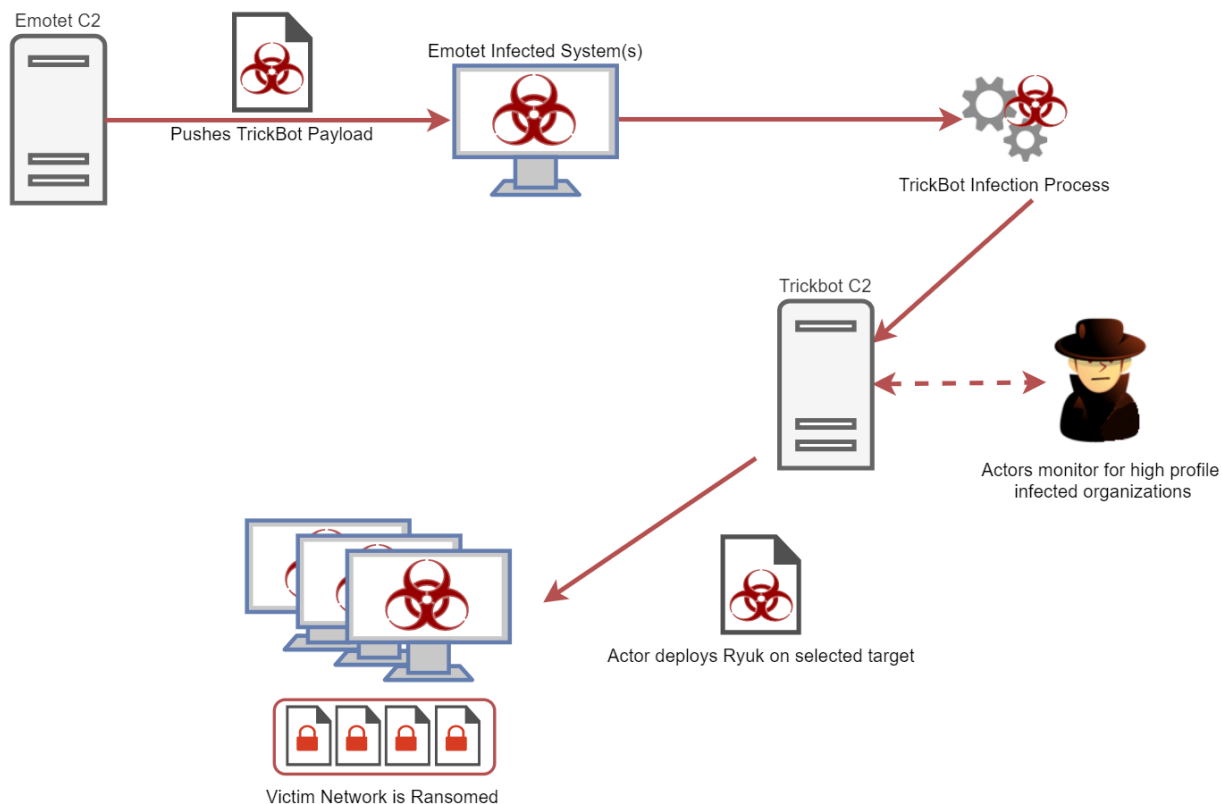 Emotet C2
Pushes TrickBot Payload
Emotet Infected System(s)
TrickBot Infection Process
Trickbot C2
Actors monitor for high profile
infected organizations
Actor deploys Ryuk on selected target
Victim Network is Ransomed